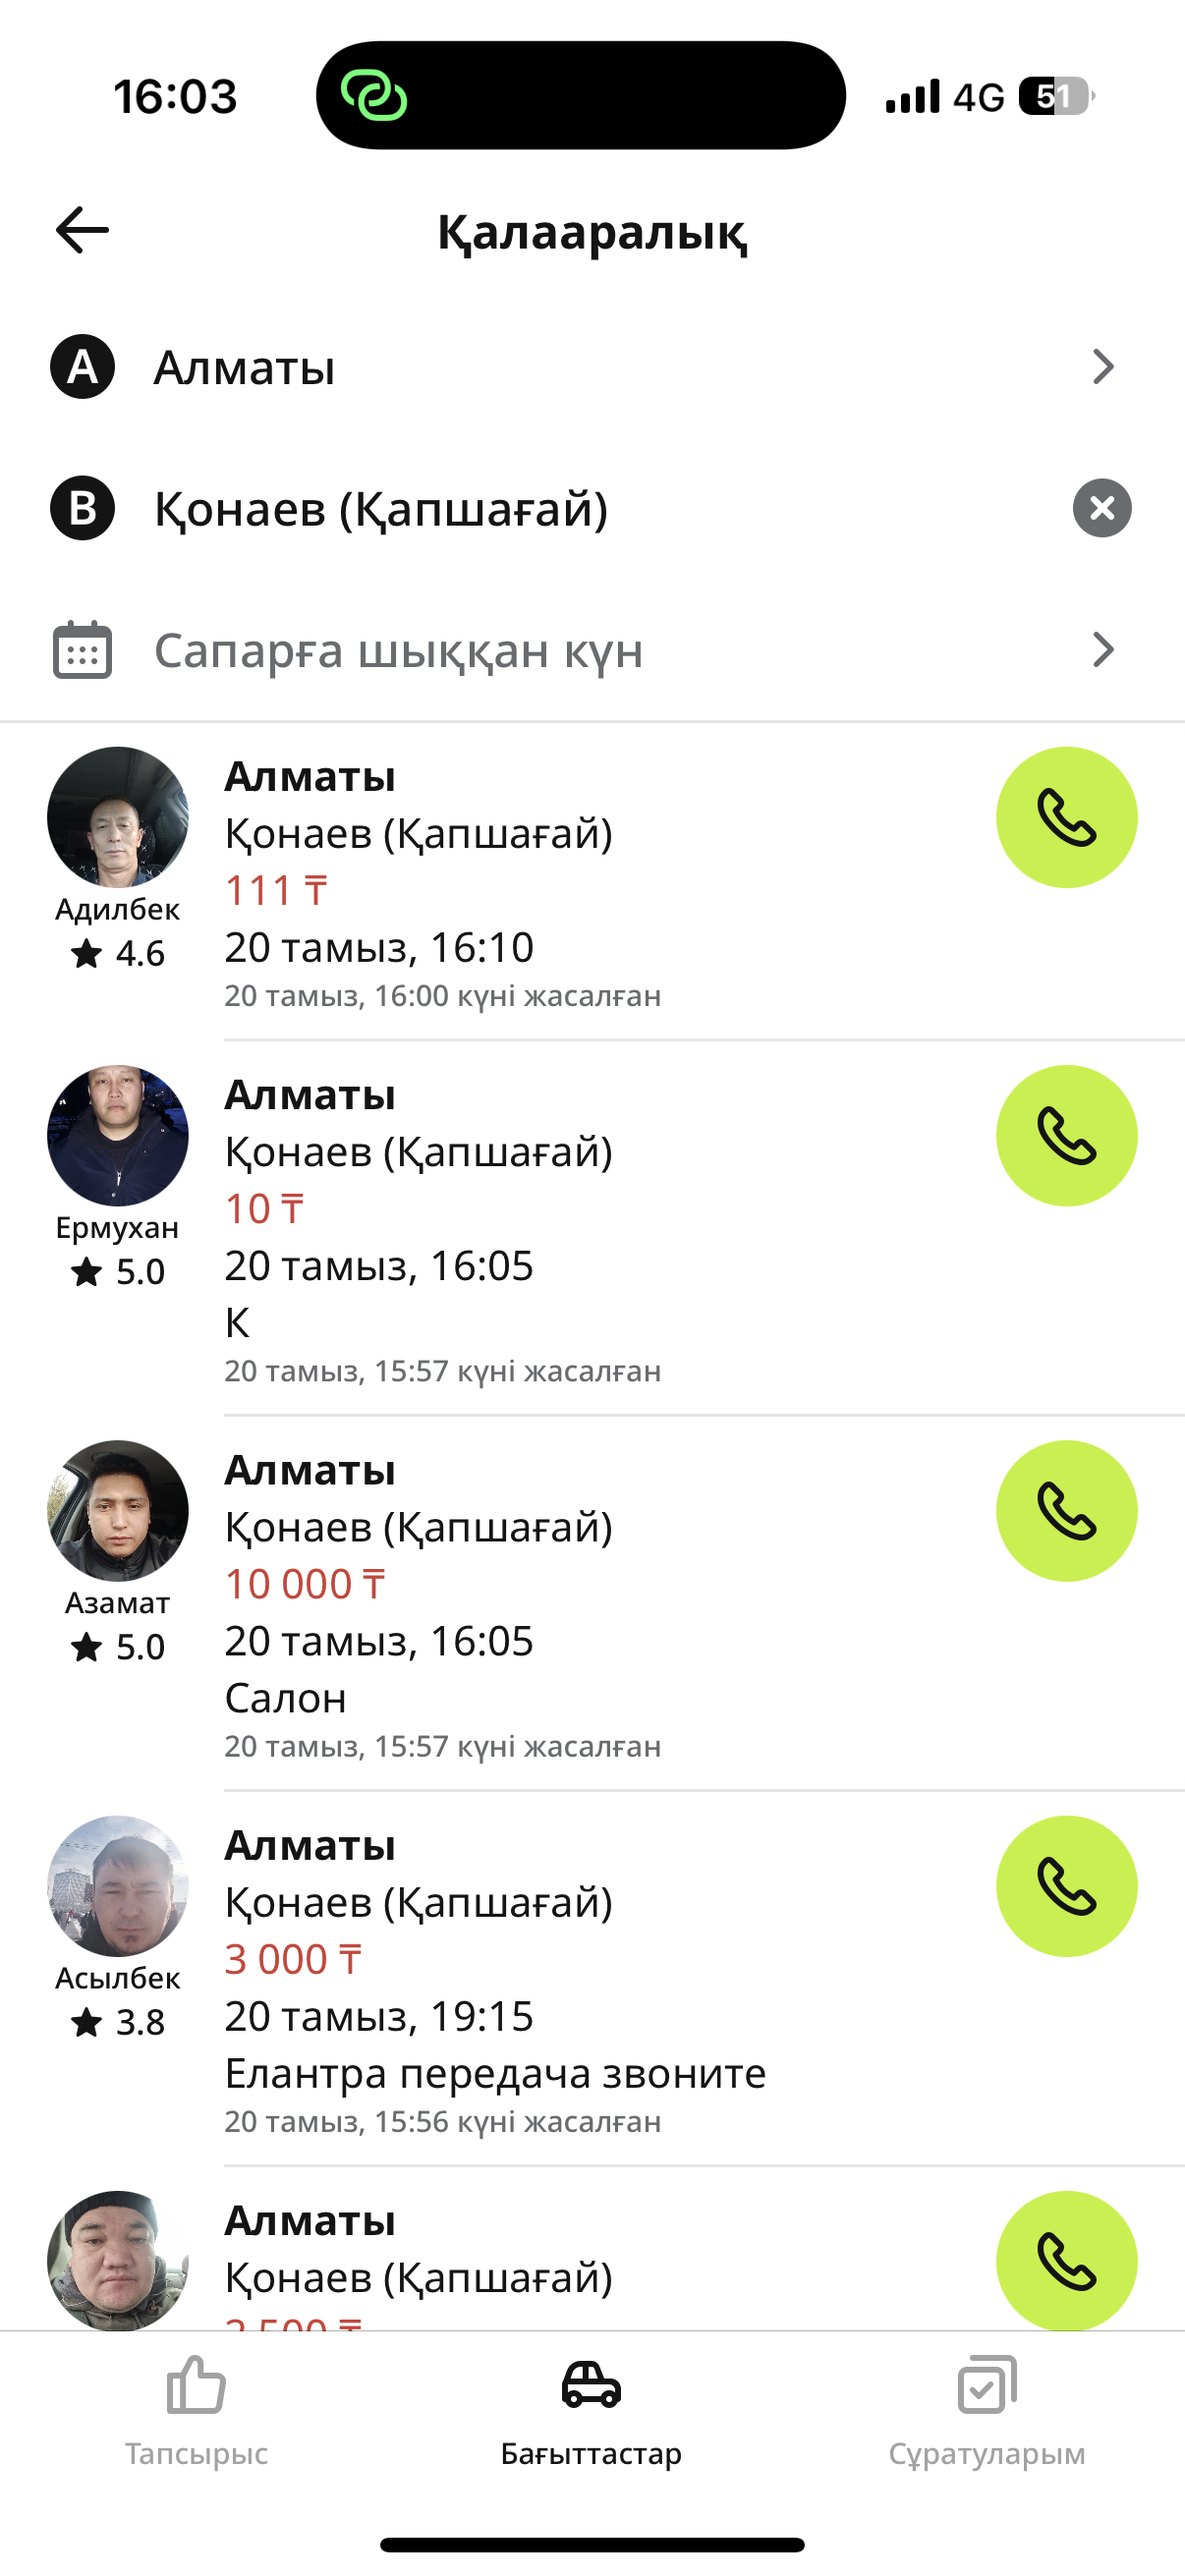 16:03
4G 51
Қалааралық
A Алматы
B Қонаев (Қапшағай)
Сапарға шыққан күн
Алматы
Қонаев (Қапшағай)
111 ₸
20 тамыз, 16:10
20 тамыз, 16:00 күні жасалған
Адилбек
4.6
Алматы
Қонаев (Қапшағай)
10 ₸
20 тамыз, 16:05
К
20 тамыз, 15:57 күні жасалған
Ермухан
5.0
Алматы
Қонаев (Қапшағай)
10 000 ₸
20 тамыз, 16:05
Салон
20 тамыз, 15:57 күні жасалған
Азамат
5.0
Алматы
Қонаев (Қапшағай)
3 000 ₸
20 тамыз, 19:15
Елантра передача звоните
20 тамыз, 15:56 күні жасалған
Асылбек
3.8
Алматы
Қонаев (Қапшағай)
Тапсырыс
Бағыттастар
Сұратуларым